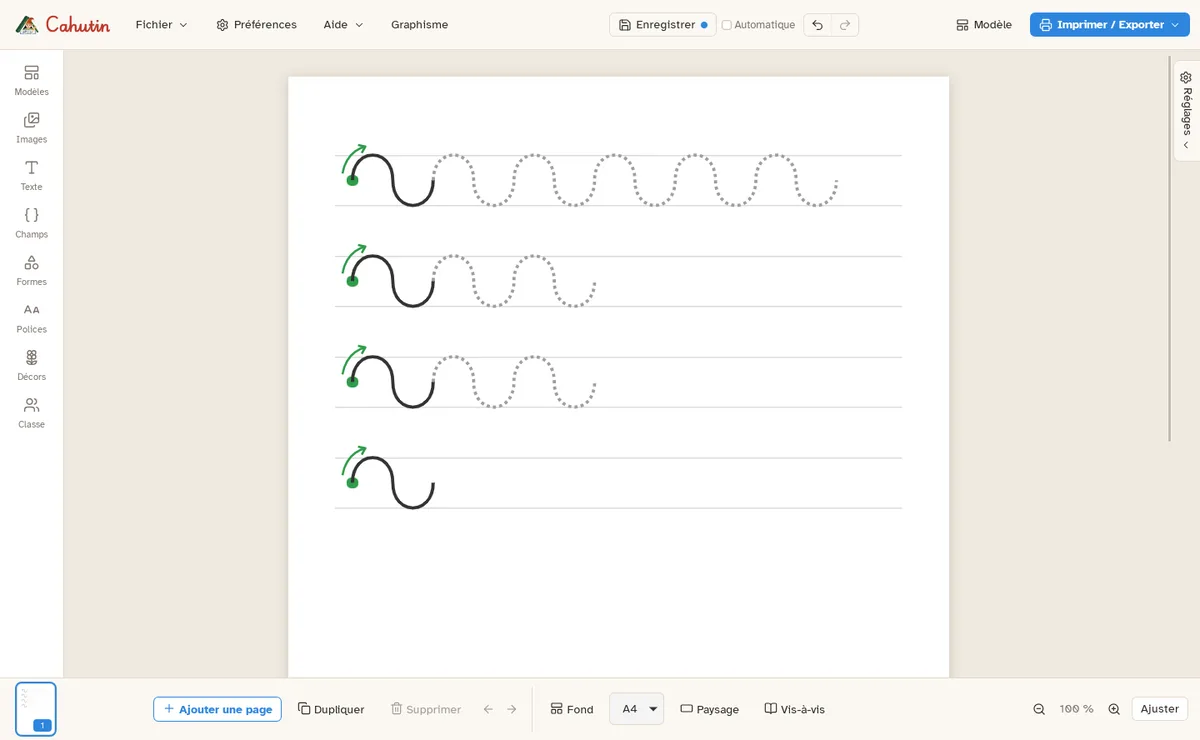 Cahutin
Fichier
Préférences
Aide
Graphisme
Enregistrer
Automatique
Modèle
Imprimer / Exporter
Modèles
Images
Texte
Champs
Formes
Polices
Décors
Classe
Réglages
1
Ajouter une page
Dupliquer
Supprimer
Fond
A4
Paysage
Vis-à-vis
100 %
Ajuster